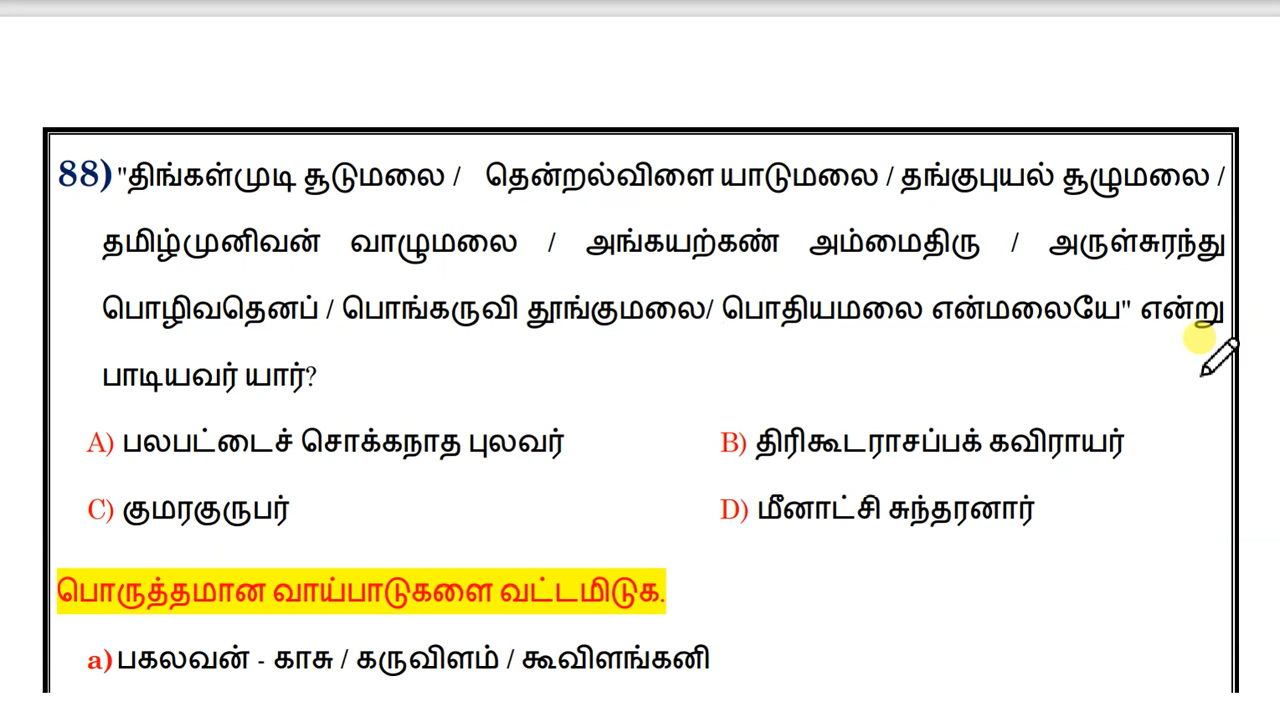 88) "திங்கள்முடி சூடுமலை / தென்றல்விளை யாடுமலை / தங்குபுயல் சூழுமலை /
தமிழ்முனிவன் வாழுமலை / அங்கயற்கண் அம்மைதிரு / அருள்சுரந்து
பொழிவதெனப் / பொங்கருவி தூங்குமலை/ பொதியமலை என்மலையே" என்று
பாடியவர் யார்?
A) பலபட்டைச் சொக்கநாத புலவர் B) திரிகூடராசப்பக் கவிராயர்
C) குமரகுருபர் D) மீனாட்சி சுந்தரனார்
பொருத்தமான வாய்பாடுகளை வட்டமிடுக.
a) பகலவன் - காசு / கருவிளம் / கூவிளங்கனி